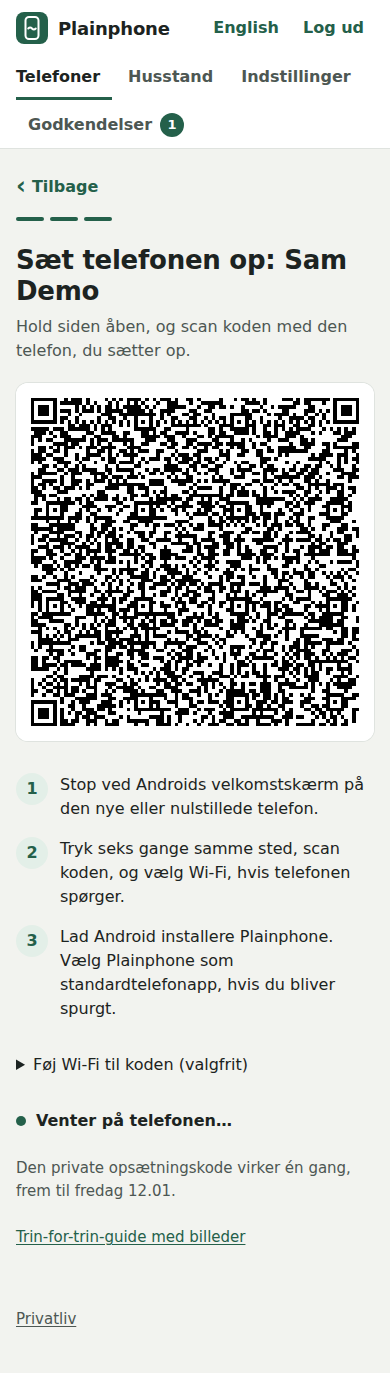 Plainphone
English
Log ud
Telefoner
Husstand
Indstillinger
Godkendelser 1
‹ Tilbage
Sæt telefonen op: Sam
Demo
Hold siden åben, og scan koden med den
telefon, du sætter op.
1
Stop ved Androids velkomstskærm på
den nye eller nulstillede telefon.
2
Tryk seks gange samme sted, scan
koden, og vælg Wi-Fi, hvis telefonen
spørger.
3
Lad Android installere Plainphone.
Vælg Plainphone som
standardtelefonapp, hvis du bliver
spurgt.
Føj Wi-Fi til koden (valgfrit)
Venter på telefonen…
Den private opsætningskode virker én gang,
frem til fredag 12.01.
Trin-for-trin-guide med billeder
Privatliv